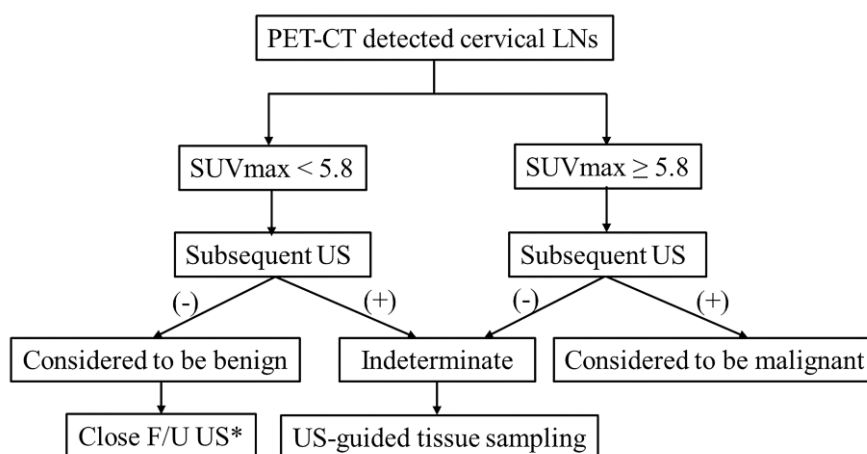 PET-CT detected cervical LNs
SUVmax < 5.8
SUVmax ≥ 5.8
Subsequent US
Subsequent US
(-)
(+)
(-)
(+)
Considered to be benign
Indeterminate
Considered to be malignant
Close F/U US*
US-guided tissue sampling